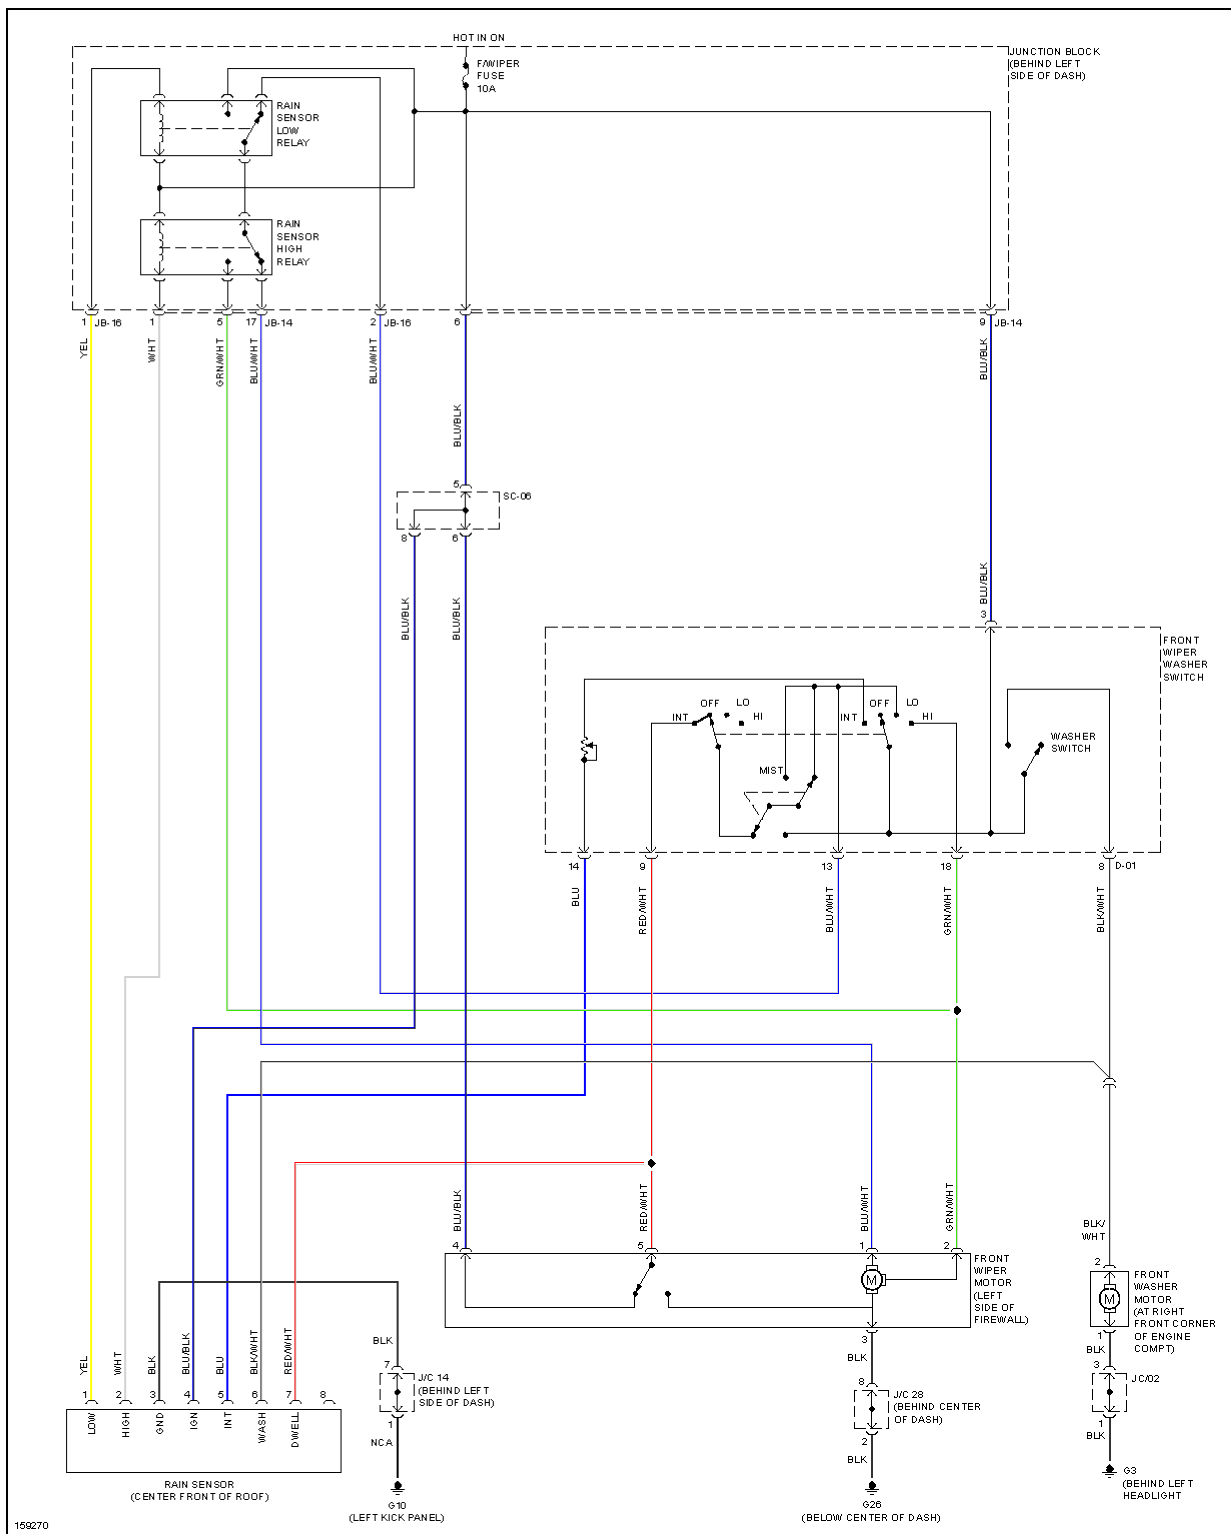 HOT IN ON
F/WIPER
FUSE
10A
JUNCTION BLOCK
(BEHIND LEFT
SIDE OF DASH)
RAIN
SENSOR
LOW
RELAY
RAIN
SENSOR
HIGH
RELAY
1 JB-16
1
5
17 JB-14
2 JB-16
6
9 JB-14
YEL
WHT
GRN/WHT
BLU/WHT
BLU/WHT
BLU/BLK
BLU/BLK
5
SC-06
8
6
BLU/BLK
BLU/BLK
BLU/BLK
3
FRONT
WIPER
WASHER
SWITCH
INT
OFF
LO
HI
INT
OFF
LO
HI
MIST
WASHER
SWITCH
14
9
13
18
8 D-01
BLU
RED/WHT
BLU/WHT
GRN/WHT
BLK/WHT
BLU/BLK
RED/WHT
BLU/WHT
GRN/WHT
BLK/
WHT
4
5
1
2
M
3
FRONT
WIPER
MOTOR
(LEFT
SIDE OF
FIREWALL)
2
M
1
FRONT
WASHER
MOTOR
(AT RIGHT
FRONT CORNER
OF ENGINE
COMPT)
BLK
3
JC/02
1
BLK
G3
(BEHIND LEFT
HEADLIGHT
BLK
8
J/C 28
(BEHIND CENTER
OF DASH)
2
BLK
G26
(BELOW CENTER OF DASH)
BLK
7
J/C 14
(BEHIND LEFT
SIDE OF DASH)
1
NCA
G10
(LEFT KICK PANEL)
YEL
WHT
BLK
BLU/BLK
BLU
BLK/WHT
RED/WHT
1
2
3
4
5
6
7
8
LOW
HIGH
GND
IGN
INT
WASH
DWELL
RAIN SENSOR
(CENTER FRONT OF ROOF)
159270